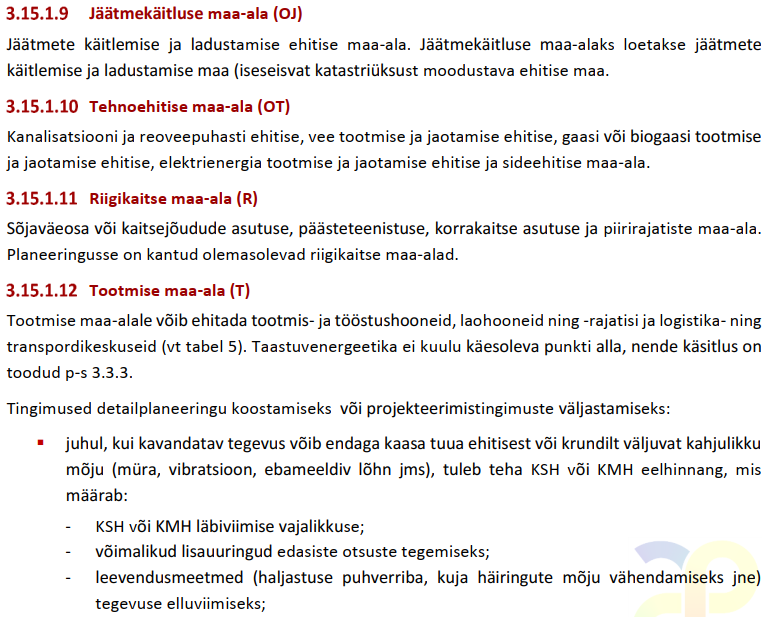 3.15.1.9 Jäätmekäitluse maa-ala (OJ)
Jäätmete käitlemise ja ladustamise ehitise maa-ala. Jäätmekäitluse maa-alaks loetakse jäätmete
käitlemise ja ladustamise maa (iseseisvat katastriüksust moodustava ehitise maa.
3.15.1.10 Tehnoehitise maa-ala (OT)
Kanalisatsiooni ja reoveepuhasti ehitise, vee tootmise ja jaotamise ehitise, gaasi või biogaasi tootmise
ja jaotamise ehitise, elektrienergia tootmise ja jaotamise ehitise ja sideehitise maa-ala.
3.15.1.11 Riigikaitse maa-ala (R)
Sõjaväeosa või kaitsejõudude asutuse, päästeteenistuse, korrakaitse asutuse ja piirirajatiste maa-ala.
Planeeringusse on kantud olemasolevad riigikaitse maa-alad.
3.15.1.12 Tootmise maa-ala (T)
Tootmise maa-alale võib ehitada tootmis- ja tööstushooneid, laohooneid ning -rajatisi ja logistika- ning
transpordikeskuseid (vt tabel 5). Taastuvenergeetika ei kuulu käesoleva punkti alla, nende käsitlus on
toodud p-s 3.3.3.
Tingimused detailplaneeringu koostamiseks või projekteerimistingimuste väljastamiseks:
▪ juhul, kui kavandatav tegevus võib endaga kaasa tuua ehitisest või krundilt väljuvat kahjulikku
mõju (müra, vibratsioon, ebameeldiv lõhn jms), tuleb teha KSH või KMH eelhinnang, mis
määrab:
- KSH või KMH läbiviimise vajalikkuse;
- võimalikud lisauuringud edasiste otsuste tegemiseks;
- leevendusmeetmed (haljastuse puhverriba, kuja häiringute mõju vähendamiseks jne)
tegevuse elluviimiseks;